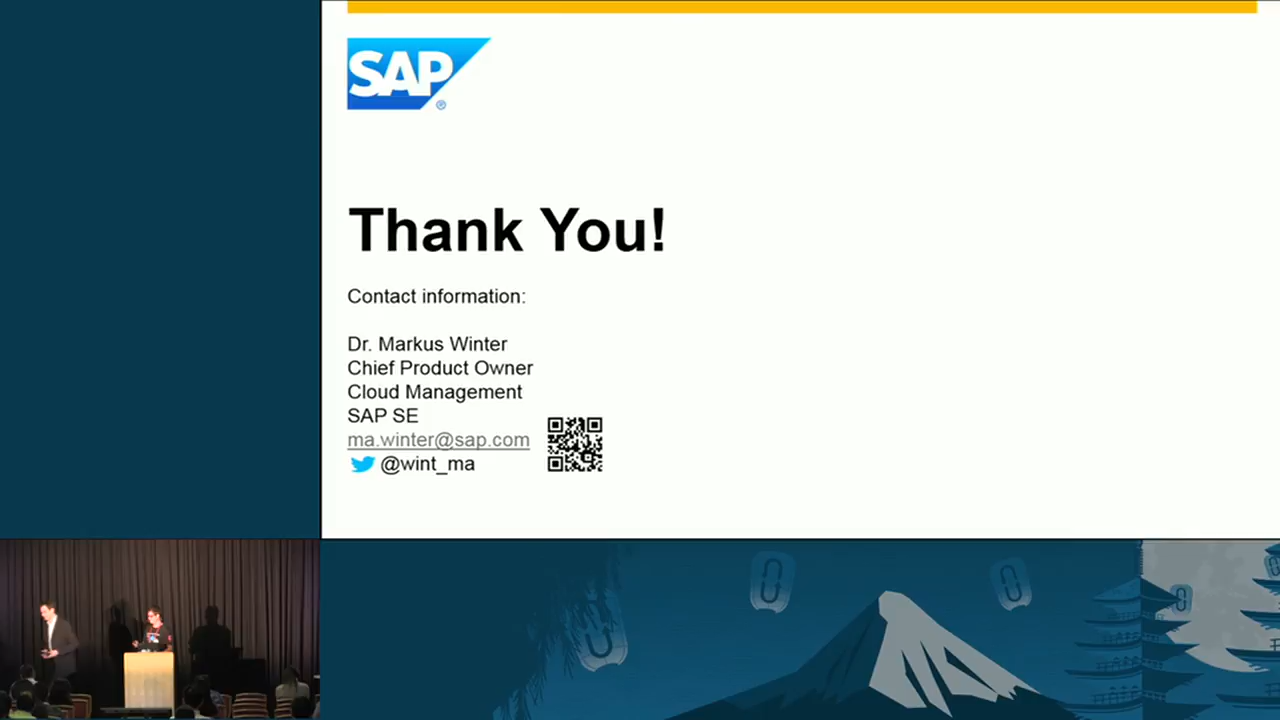 SAP
Thank You!
Contact information:
Dr. Markus Winter
Chief Product Owner
Cloud Management
SAP SE
ma.winter@sap.com
@wint_ma